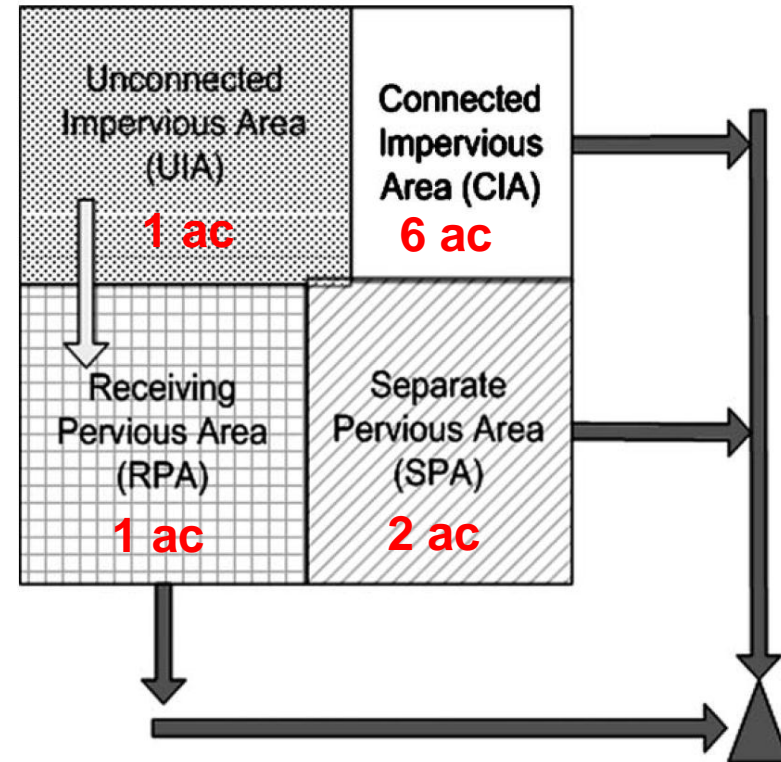 Unconnected
Impervious Area
(UIA)
1 ac
Connected
Impervious
Area (CIA)
6 ac
Receiving
Pervious Area
(RPA)
1 ac
Separate
Pervious Area
(SPA)
2 ac